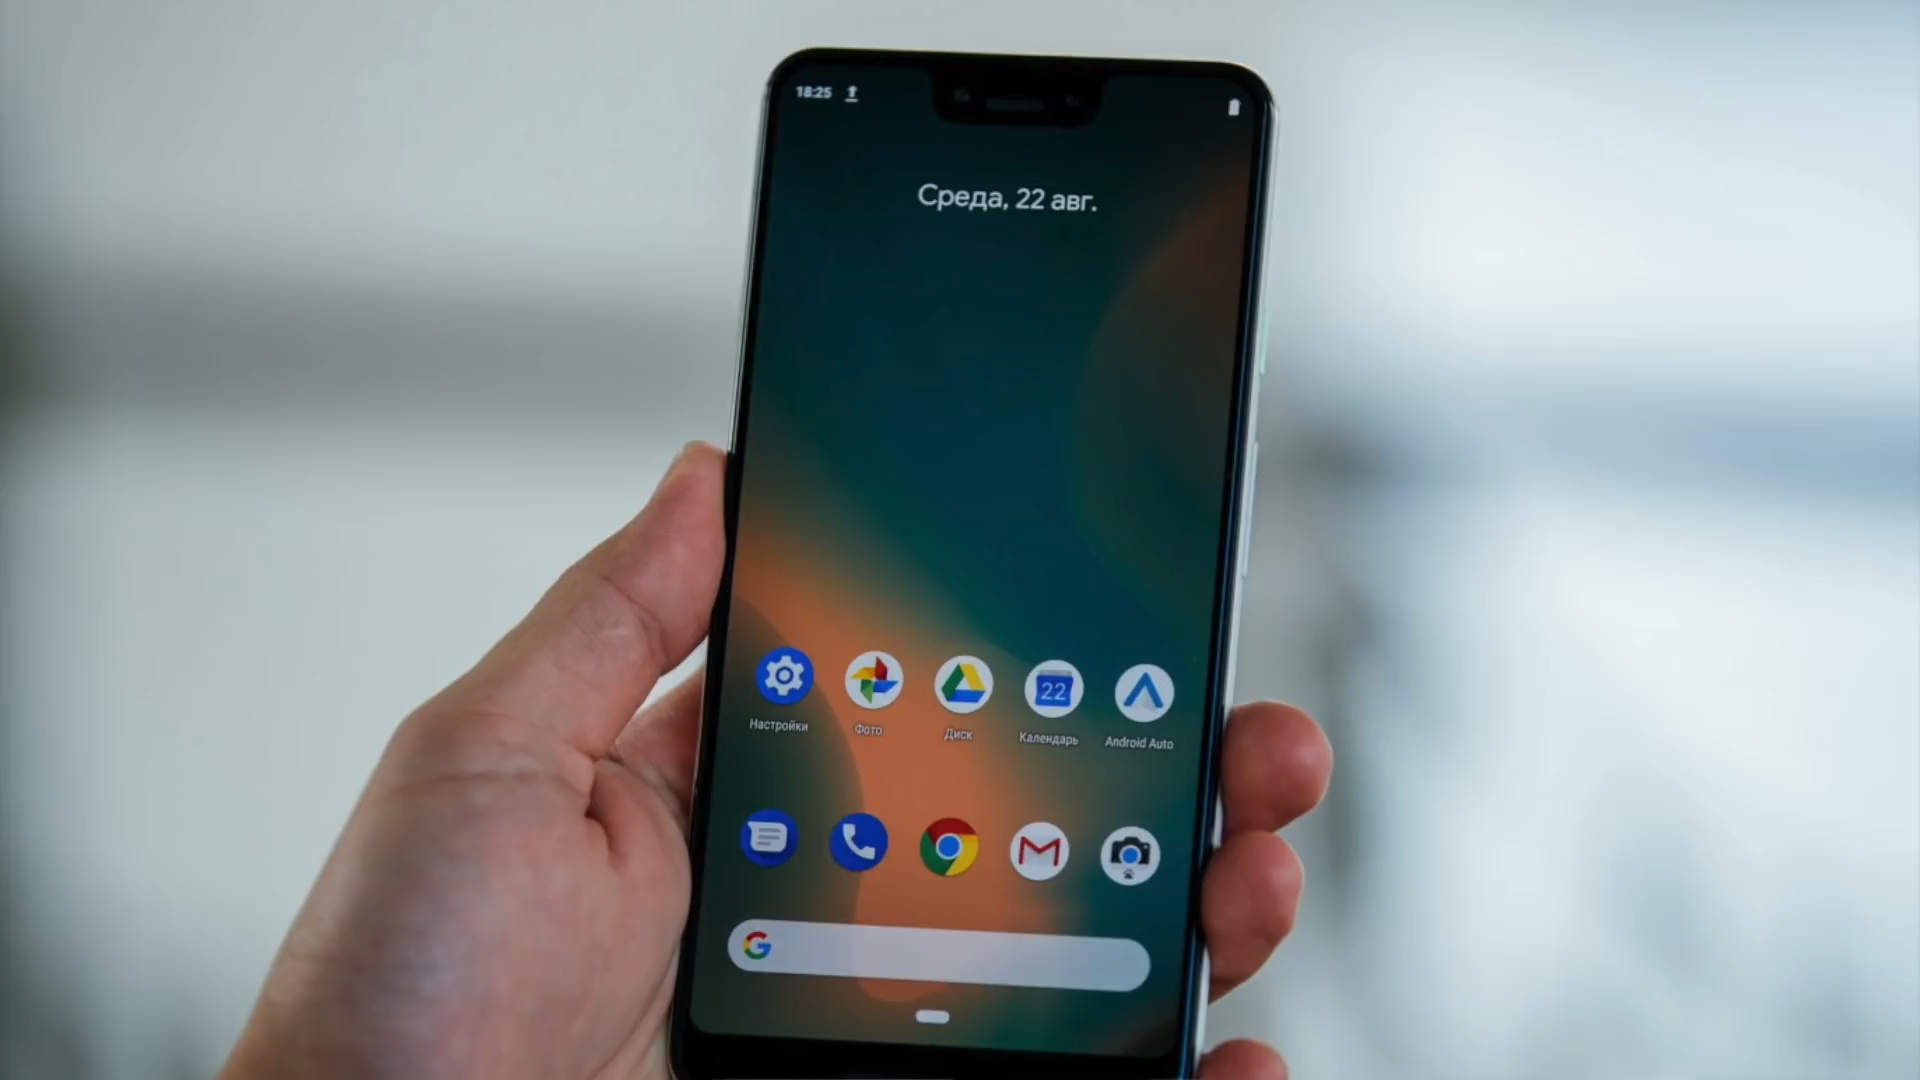 18:25
Среда, 22 авг.
22
Настройки
Фото
Диск
Календарь
Android Auto
G